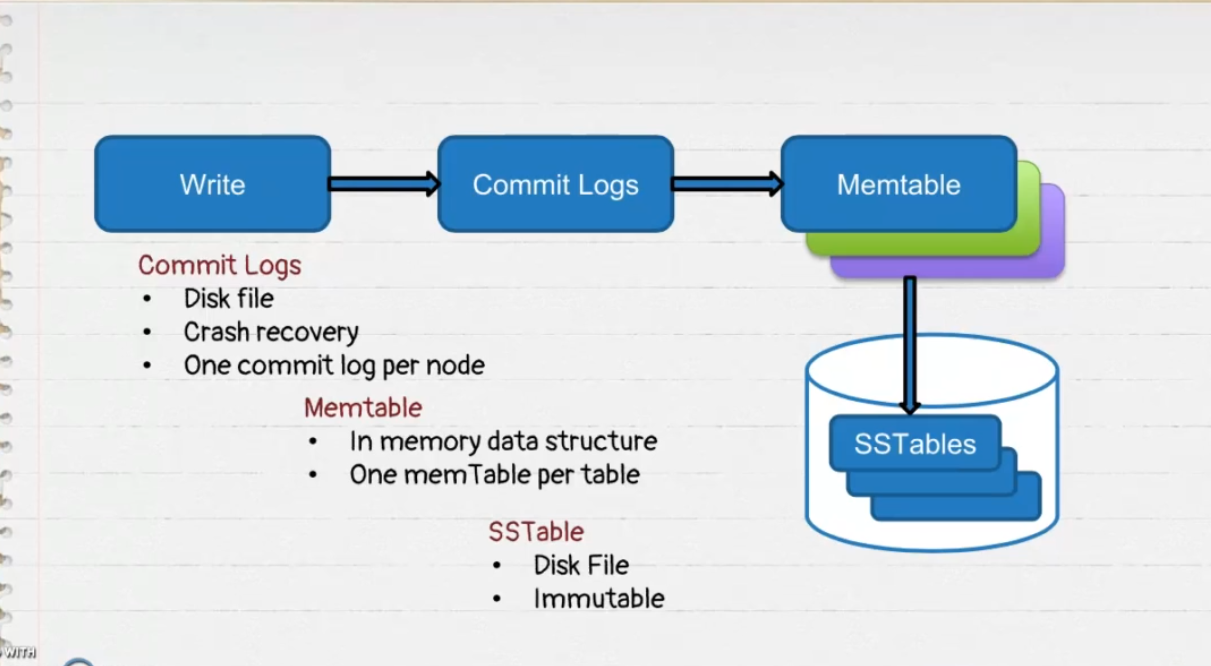 Write
Commit Logs
Memtable
Commit Logs
• Disk file
• Crash recovery
• One commit log per node
Memtable
• In memory data structure
• One memTable per table
SSTables
SSTable
• Disk File
• Immutable
WITH